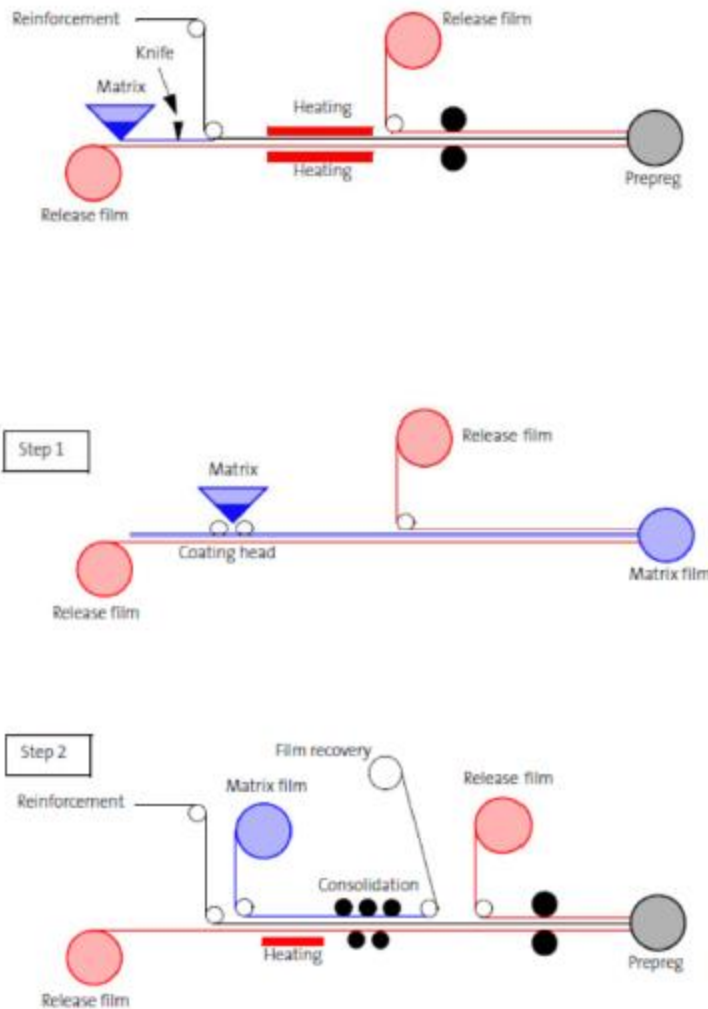 Reinforcement
Release film
Knife
Matrix
Heating
Heating
Prepreg
Release film
Step 1
Release film
Matrix
Coating head
Matrix film
Release film
Step 2
Film recovery
Release film
Matrix film
Reinforcement
Consolidation
Heating
Prepreg
Release film